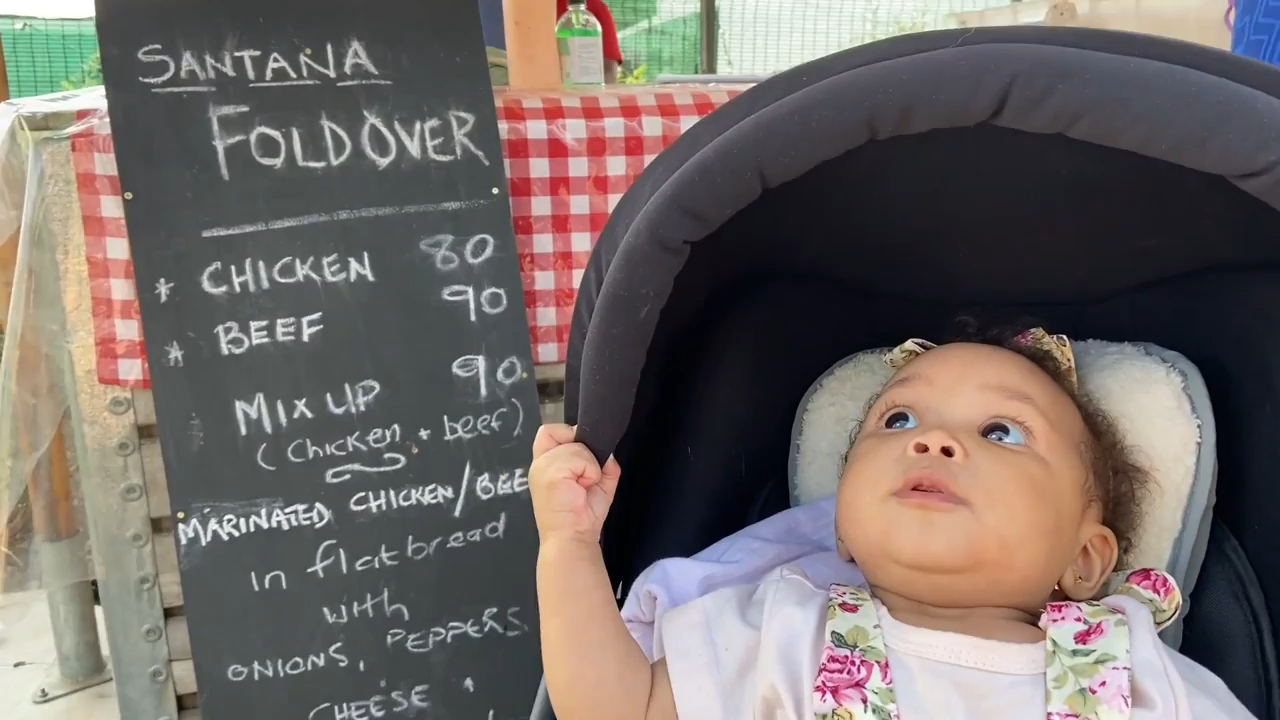 SANTANA
FOLDOVER
* CHICKEN 80
* BEEF 90
MIX UP 90
(Chicken + beef)
MARINATED CHICKEN/BEE
in flatbread
with
ONIONS, PEPPERS
CHEESE